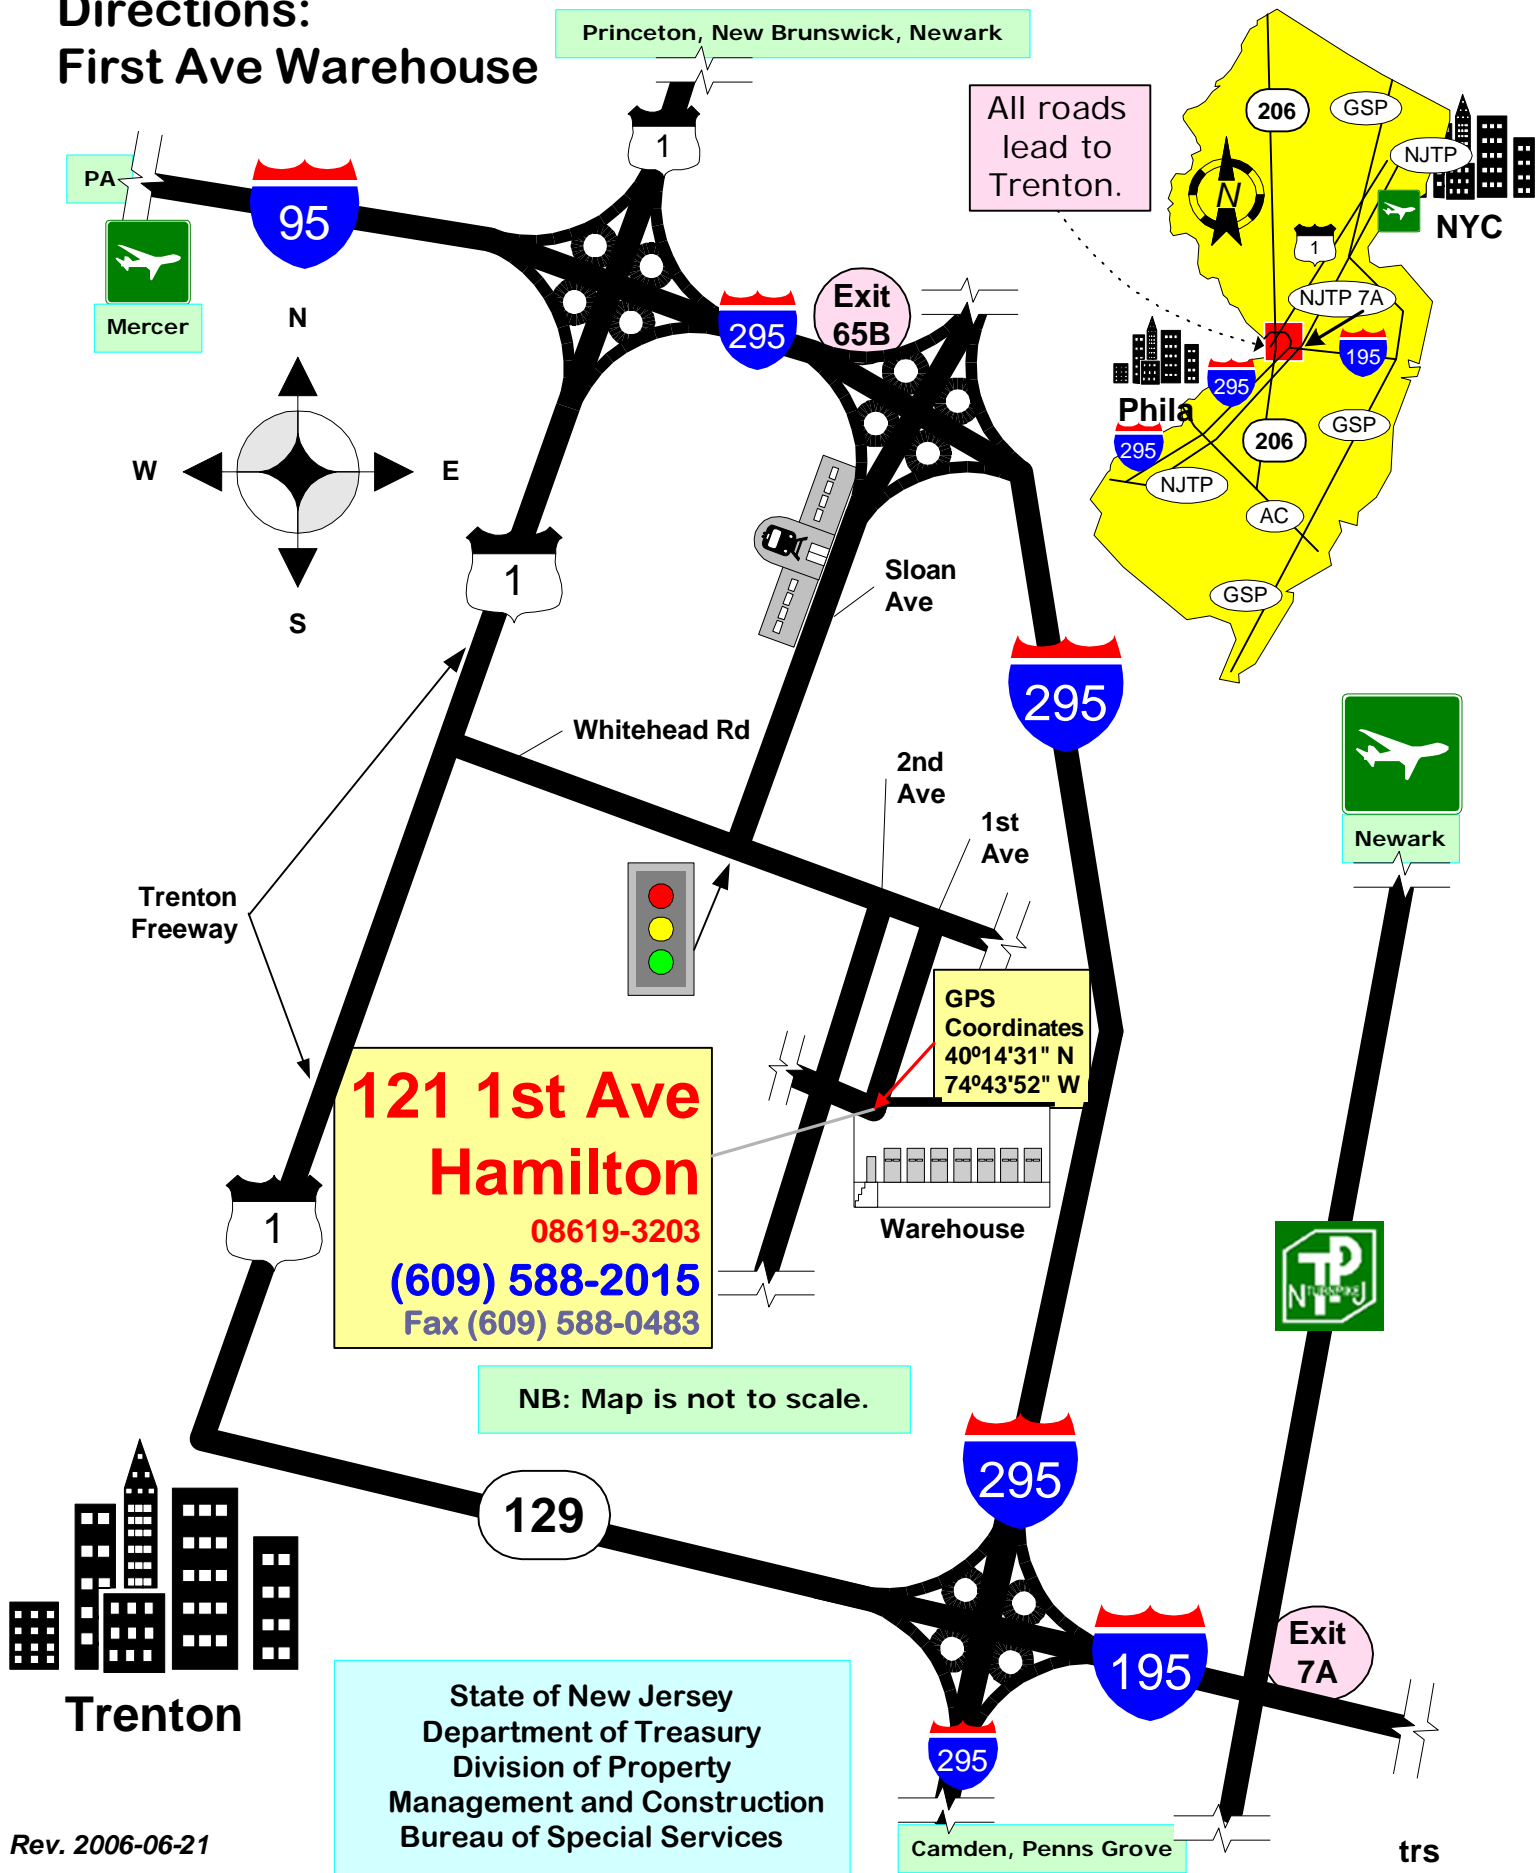 Directions:
First Ave Warehouse
Princeton, New Brunswick, Newark
1
PA
95
Mercer
295
Exit
65B
All roads
lead to
Trenton.
206
GSP
NJTP
N
NYC
1
NJTP 7A
195
295
Phila
295
206
GSP
NJTP
AC
GSP
N
W
E
S
1
Sloan
Ave
295
Whitehead Rd
2nd
Ave
1st
Ave
Newark
Trenton
Freeway
GPS
Coordinates
40º14'31" N
74º43'52" W
121 1st Ave
Hamilton
08619-3203
(609) 588-2015
Fax (609) 588-0483
Warehouse
1
TP
N TURNPIKE J
NB: Map is not to scale.
295
129
195
Exit
7A
Trenton
295
State of New Jersey
Department of Treasury
Division of Property
Management and Construction
Bureau of Special Services
Camden, Penns Grove
Rev. 2006-06-21
trs